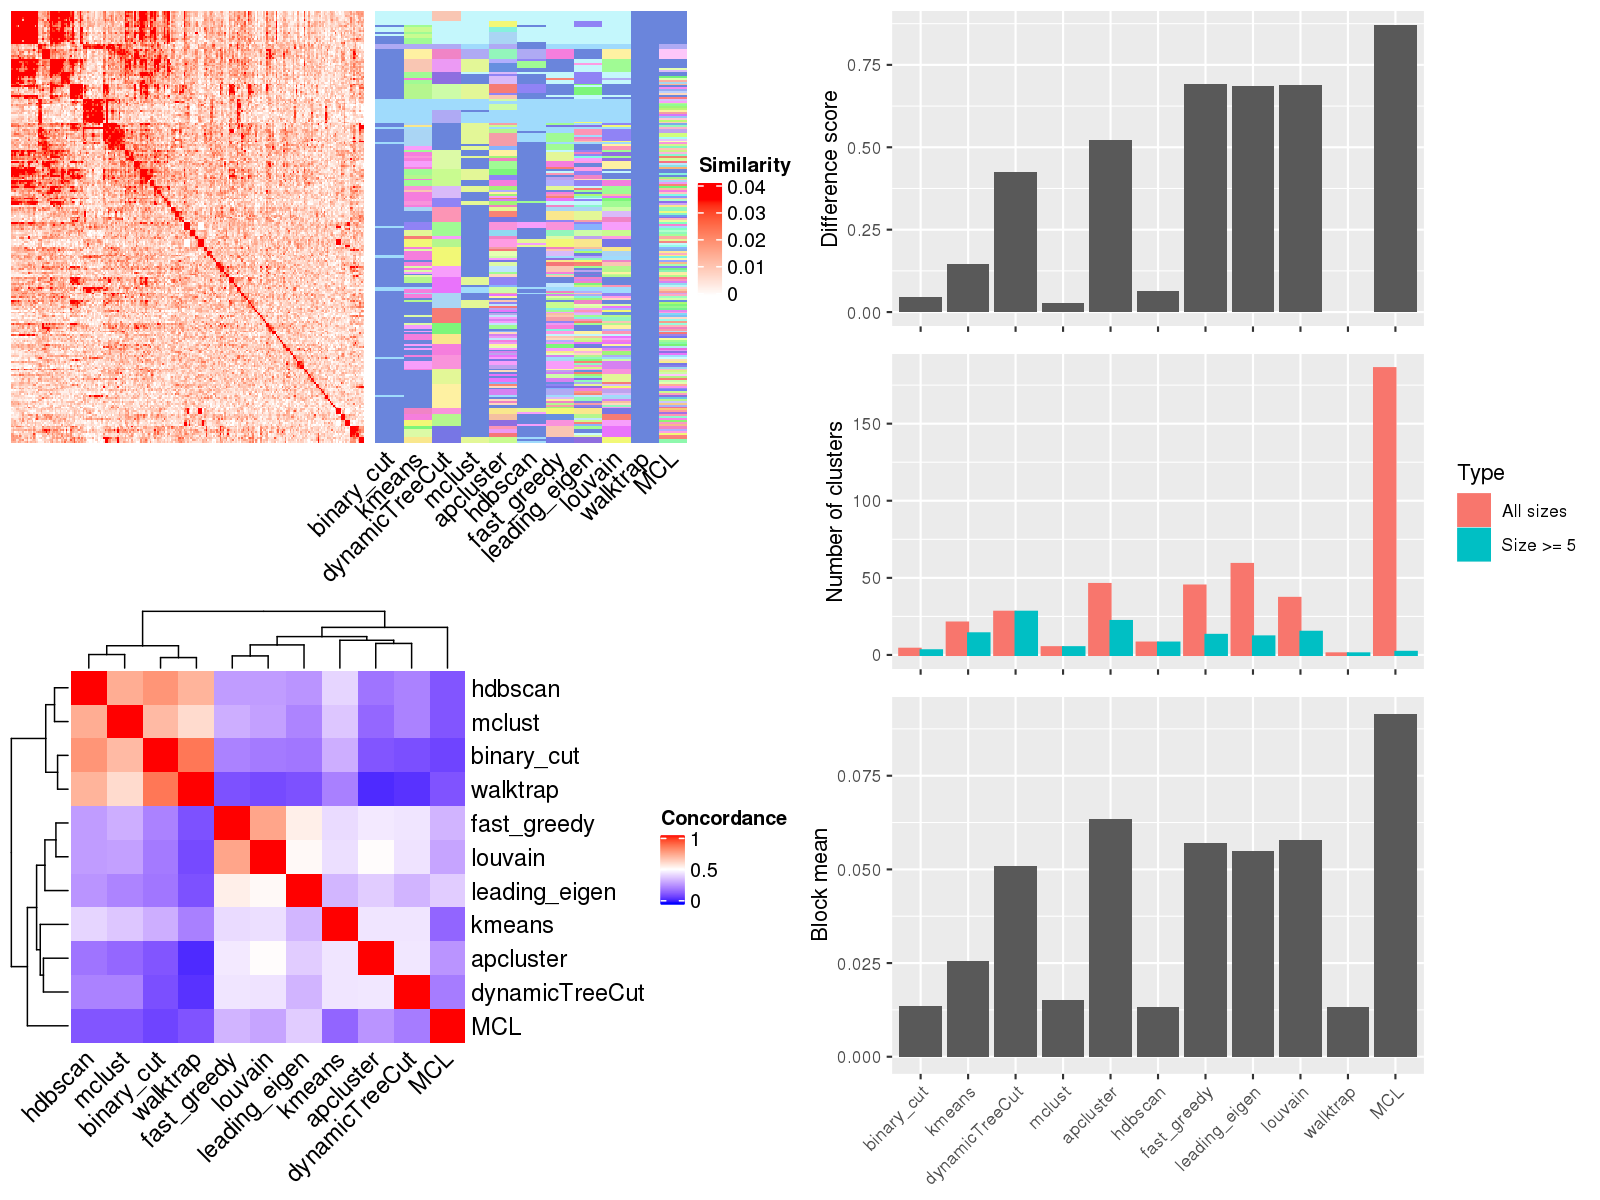 Similarity
0.04
0.03
0.02
0.01
0
binary_cut
kmeans
dynamicTreeCut
mclust
apcluster
hdbscan
fast_greedy
leading_eigen
louvain
walktrap
MCL
hdbscan
mclust
binary_cut
walktrap
fast_greedy
louvain
leading_eigen
kmeans
apcluster
dynamicTreeCut
MCL
hdbscan
mclust
binary_cut
walktrap
fast_greedy
louvain
leading_eigen
kmeans
apcluster
dynamicTreeCut
MCL
Concordance
1
0.5
0
Difference score
0.75
0.50
0.25
0.00
Number of clusters
150
100
50
0
Type
All sizes
Size >= 5
Block mean
0.075
0.050
0.025
0.000
binary_cut
kmeans
dynamicTreeCut
mclust
apcluster
hdbscan
fast_greedy
leading_eigen
louvain
walktrap
MCL